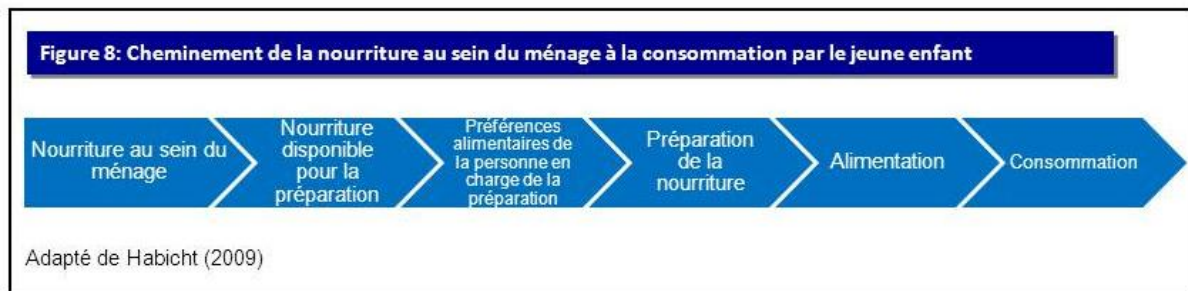 Figure 8: Cheminement de la nourriture au sein du ménage à la consommation par le jeune enfant
Nourriture au sein du
ménage
Nourriture
disponible
pour la
préparation
Préférences
alimentaires de
la personne en
charge de la
préparation
Préparation
de la
nourriture
Alimentation
Consommation
Adapté de Habicht (2009)